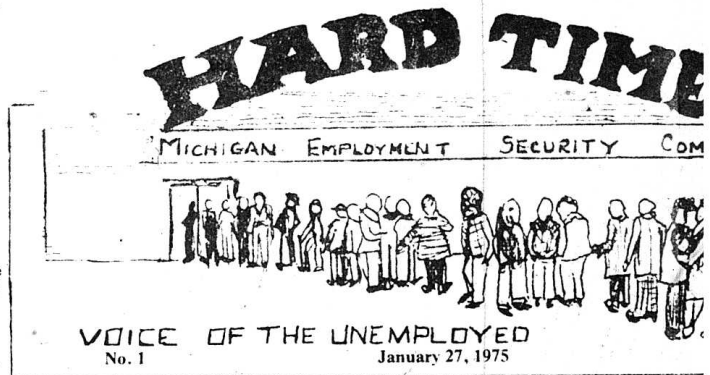 HARD TIME
MICHIGAN EMPLOYMENT SECURITY COM
VOICE OF THE UNEMPLOYED
No. 1 January 27, 1975